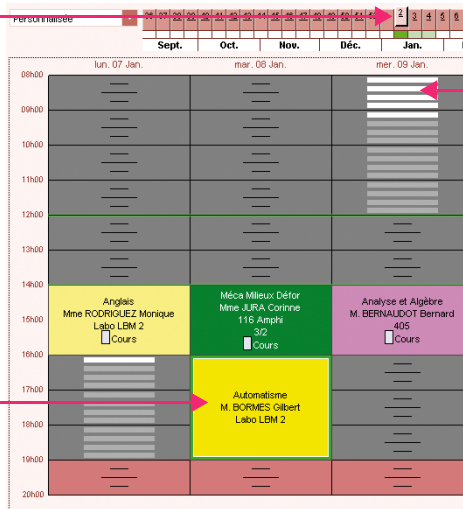 Personnalisée
2 3 4 5 6
Sept. Oct. Nov. Déc. Jan.
lun. 07 Jan. mar. 08 Jan. mer. 09 Jan.
08h00
09h00
10h00
11h00
12h00
13h00
14h00
Anglais
Mme RODRIGUEZ Monique
Labo LBM 2
Cours
Méca Milieux Défor
Mme JURA Corinne
116 Amphi
3/2
Cours
Analyse et Algèbre
M. BERNAUDOT Bernard
405
Cours
15h00
16h00
17h00
Automatisme
M. BORMES Gilbert
Labo LBM 2
18h00
19h00
20h00